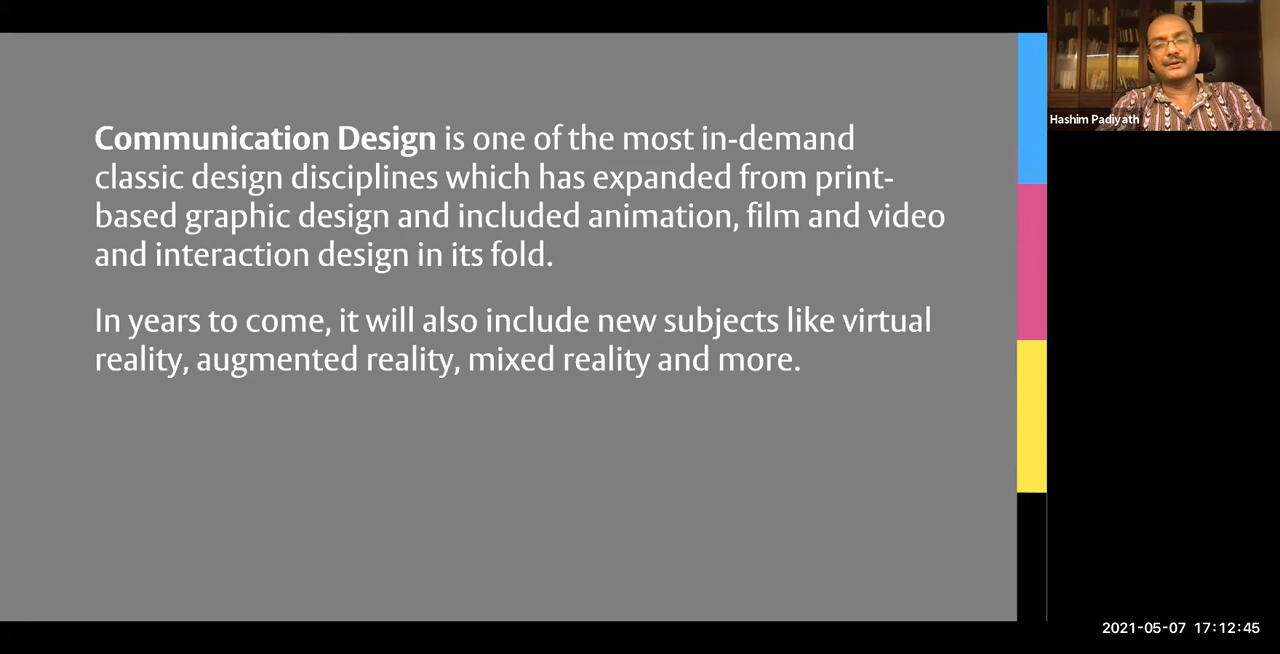 Communication Design is one of the most in-demand
classic design disciplines which has expanded from print-
based graphic design and included animation, film and video
and interaction design in its fold.
In years to come, it will also include new subjects like virtual
reality, augmented reality, mixed reality and more.
Hashim Padiyath
2021-05-07 17:12:45